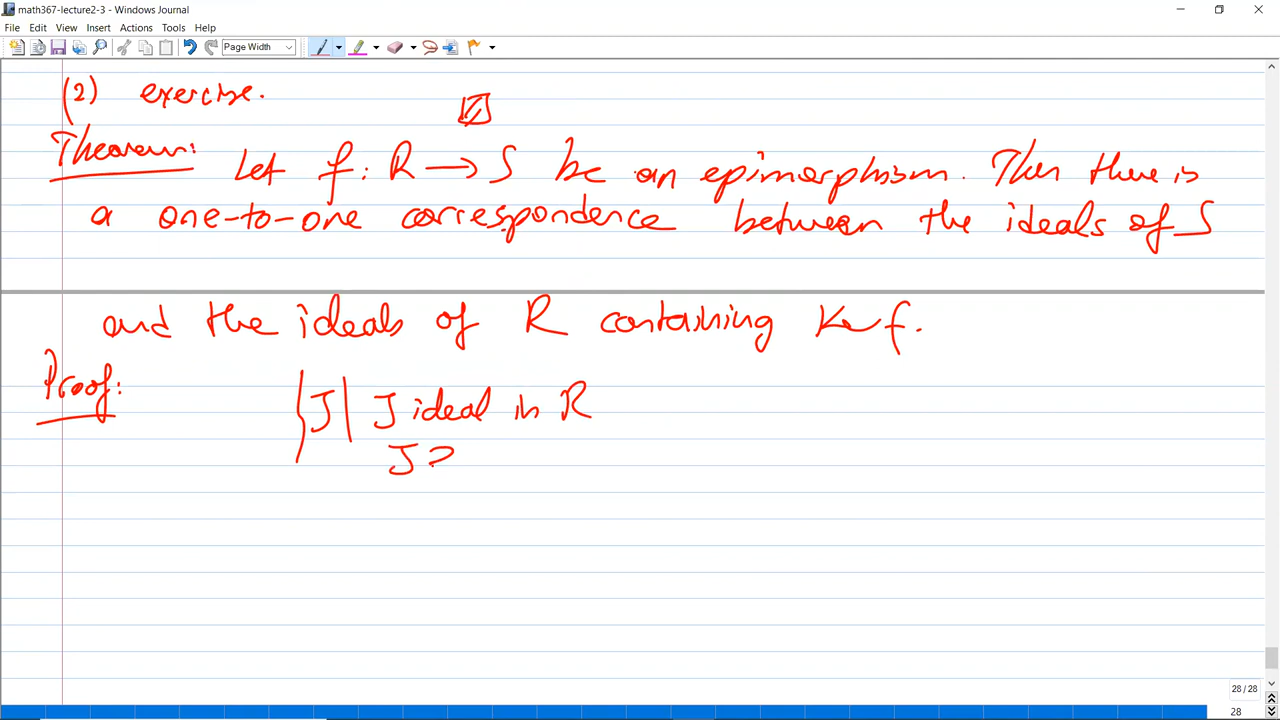 math367-lecture2-3 - Windows Journal
File Edit View Insert Actions Tools Help
Page Width
(2) exercise.
Theorem: Let f: R → S be an epimorphism. Then there is
a one-to-one correspondence between the ideals of S
and the ideals of R containing Ker f.
Proof: { J | J ideal in R
J ⊃
28 / 28
28